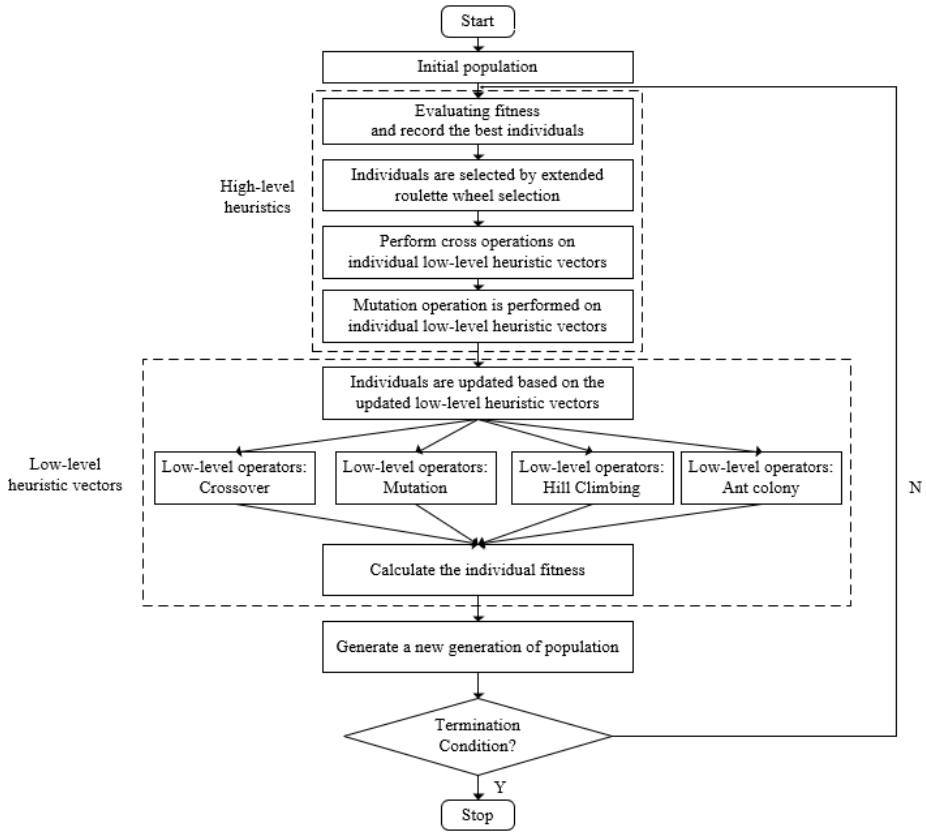 Start
Initial population
Evaluating fitness
and record the best individuals
Individuals are selected by extended
roulette wheel selection
High-level
heuristics
Perform cross operations on
individual low-level heuristic vectors
Mutation operation is performed on
individual low-level heuristic vectors
Individuals are updated based on the
updated low-level heuristic vectors
Low-level
heuristic vectors
Low-level operators:
Crossover
Low-level operators:
Mutation
Low-level operators:
Hill Climbing
Low-level operators:
Ant colony
N
Calculate the individual fitness
Generate a new generation of population
Termination
Condition?
Y
Stop